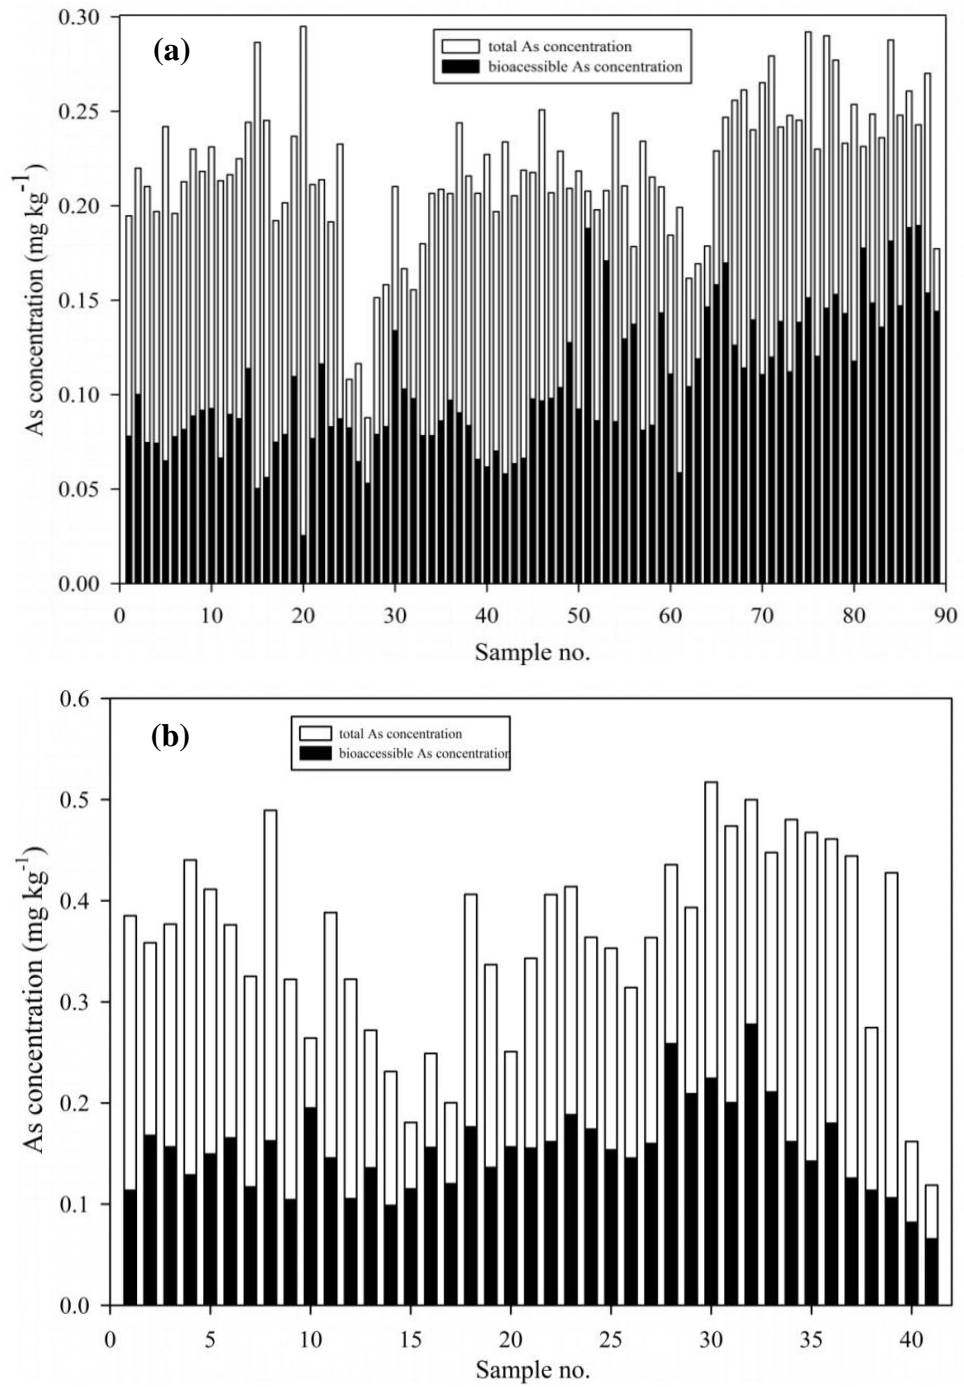 0.30
(a)
total As concentration
bioacessible As concentration
0.25
0.20
0.15
0.10
0.05
0.00
As concentration (mg kg-1)
0 10 20 30 40 50 60 70 80 90
Sample no.
0.6
(b)
total As concentration
bioaccessible As concentration
0.5
0.4
0.3
0.2
0.1
0.0
As concentration (mg kg-1)
0 5 10 15 20 25 30 35 40
Sample no.